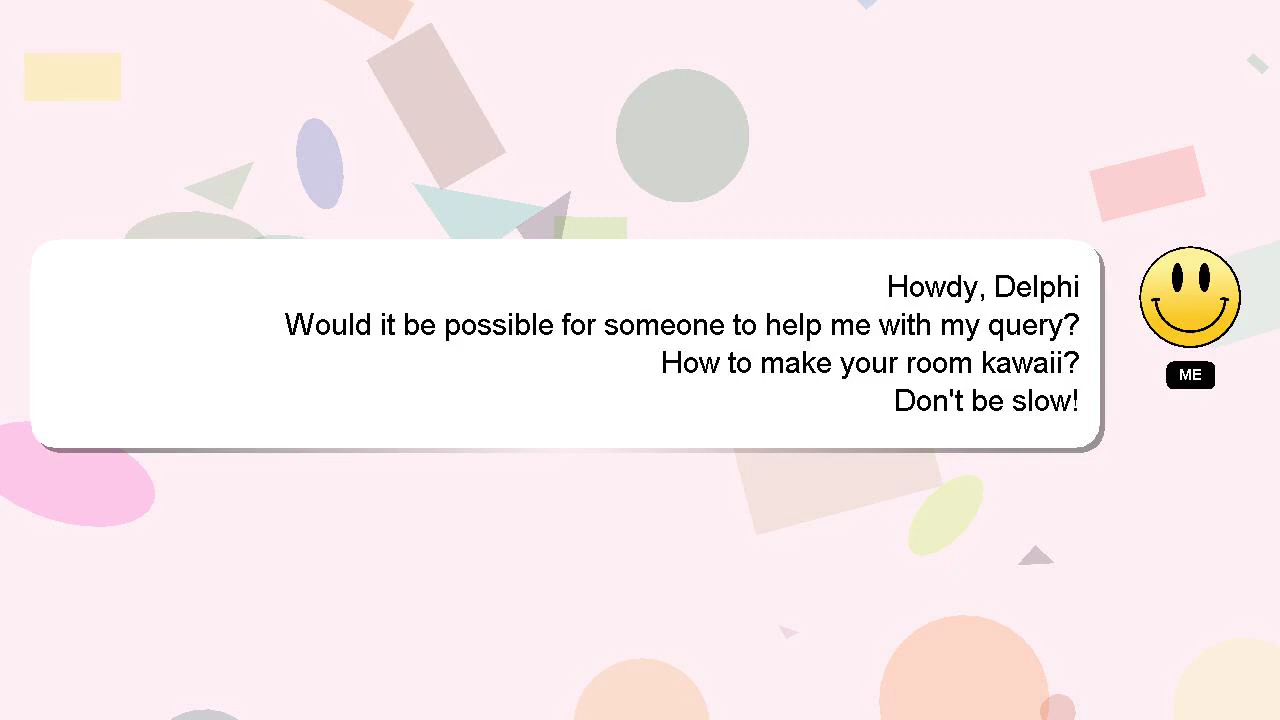 Howdy, Delphi
Would it be possible for someone to help me with my query?
How to make your room kawaii?
Don't be slow!
ME